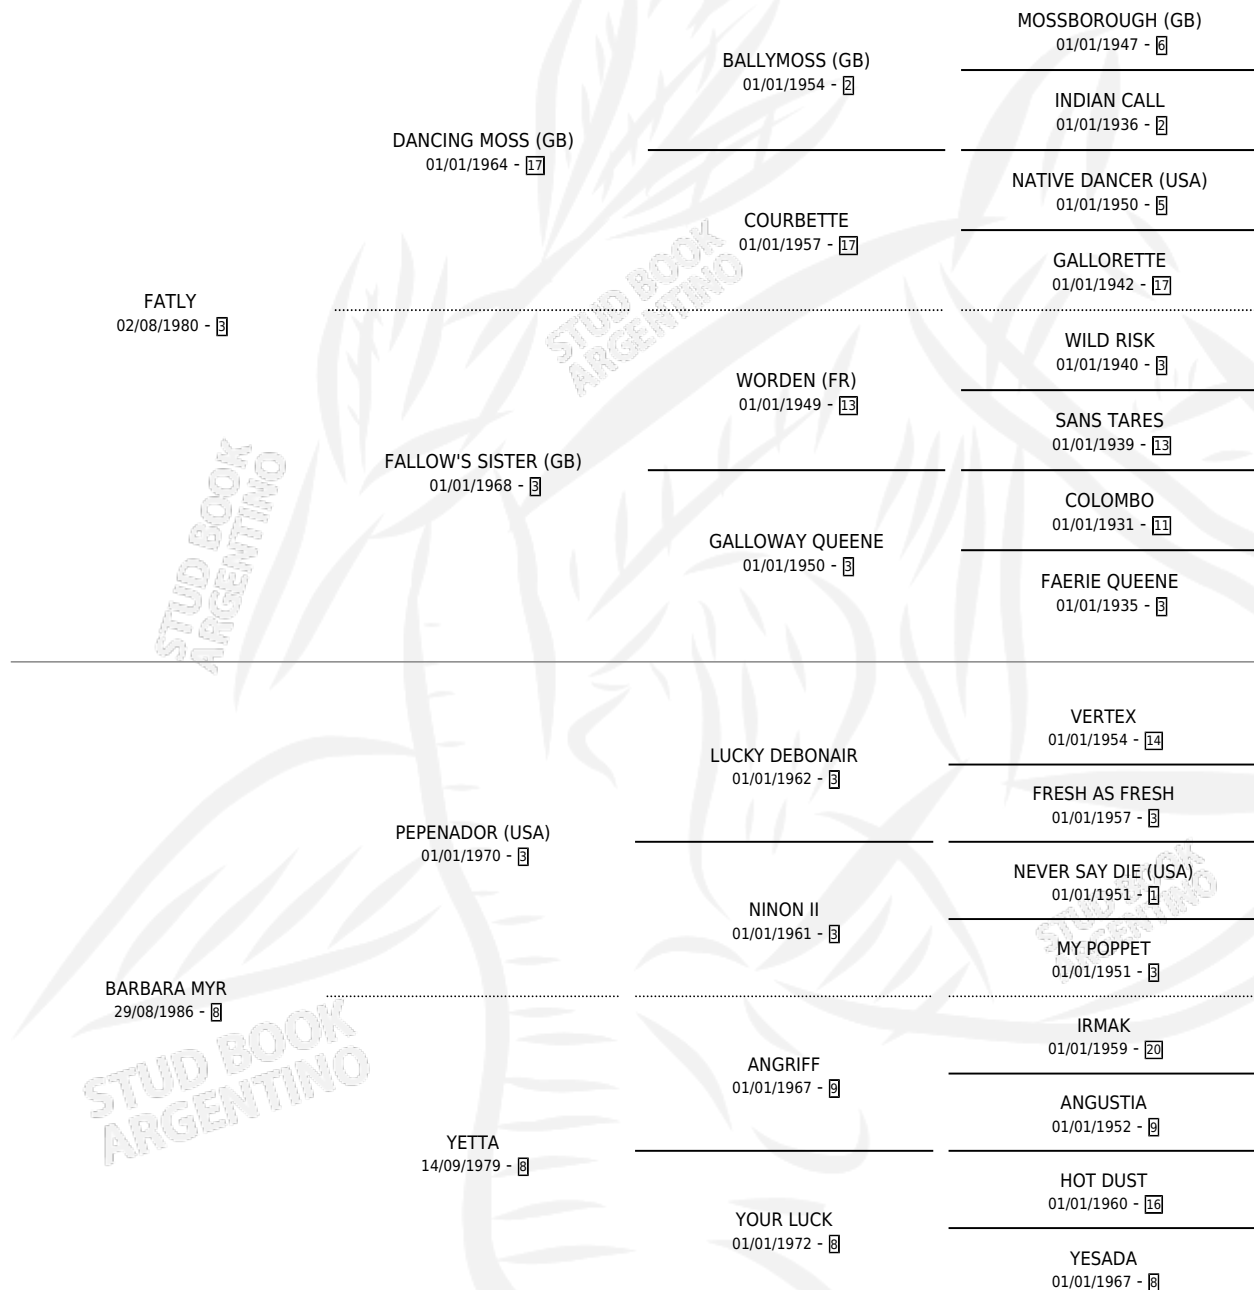 MOSSBOROUGH (GB)
01/01/1947 - 6
BALLYMOSS (GB)
01/01/1954 - 2
INDIAN CALL
01/01/1936 - 2
DANCING MOSS (GB)
01/01/1964 - 17
NATIVE DANCER (USA)
01/01/1950 - 5
COURBETTE
01/01/1957 - 17
GALLORETTE
01/01/1942 - 17
FATLY
02/08/1980 - 3
WILD RISK
01/01/1940 - 3
WORDEN (FR)
01/01/1949 - 13
SANS TARES
01/01/1939 - 13
FALLOW'S SISTER (GB)
01/01/1968 - 3
COLOMBO
01/01/1931 - 11
GALLOWAY QUEENE
01/01/1950 - 3
FAERIE QUEENE
01/01/1935 - 3
VERTEX
01/01/1954 - 14
LUCKY DEBONAIR
01/01/1962 - 3
FRESH AS FRESH
01/01/1957 - 3
PEPENADOR (USA)
01/01/1970 - 3
NEVER SAY DIE (USA)
01/01/1951 - 1
NINON II
01/01/1961 - 3
MY POPPET
01/01/1951 - 3
BARBARA MYR
29/08/1986 - 8
IRMAK
01/01/1959 - 20
ANGRIFF
01/01/1967 - 9
ANGUSTIA
01/01/1952 - 9
YETTA
14/09/1979 - 8
HOT DUST
01/01/1960 - 16
YOUR LUCK
01/01/1972 - 8
YESADA
01/01/1967 - 8
STUD BOOK
ARGENTINO
STUD BOOK
ARGENTINO
STUD BOOK
ARGENTINO
STUD BOOK
ARGENTINO